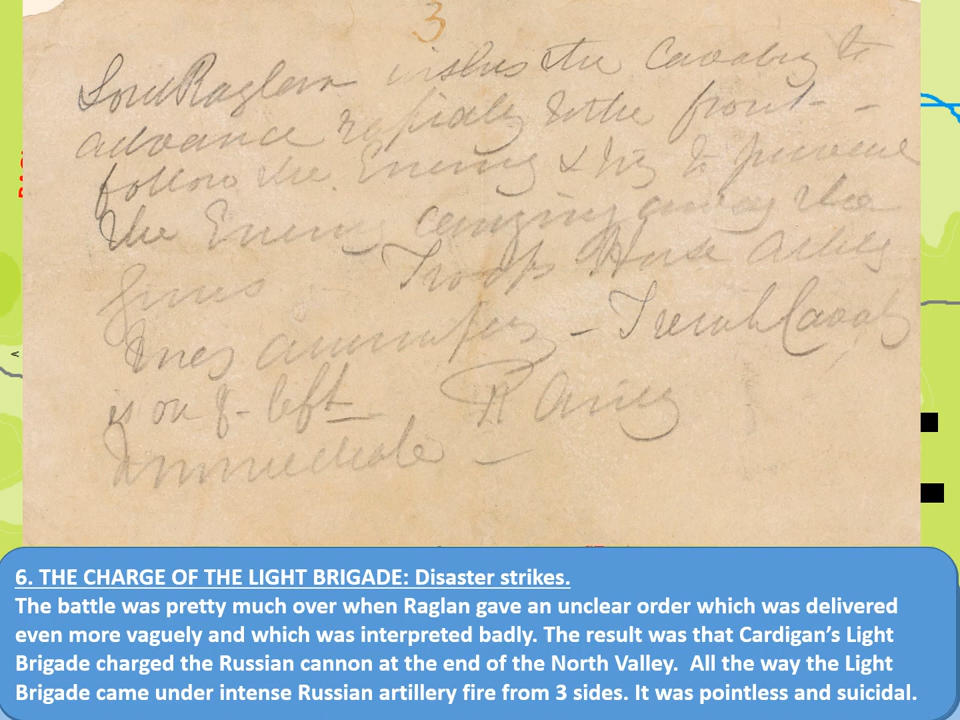 3
Lord Raglan wishes the Cavalry to
advance rapidly to the front –
follow the Enemy & try to prevent
the Enemy carrying away the
guns – Troop Horse Artillery
may accompany – French Cavalry
is on yr left
R Airey
Immediate –
6. THE CHARGE OF THE LIGHT BRIGADE: Disaster strikes.
The battle was pretty much over when Raglan gave an unclear order which was delivered
even more vaguely and which was interpreted badly. The result was that Cardigan’s Light
Brigade charged the Russian cannon at the end of the North Valley.  All the way the Light
Brigade came under intense Russian artillery fire from 3 sides. It was pointless and suicidal.